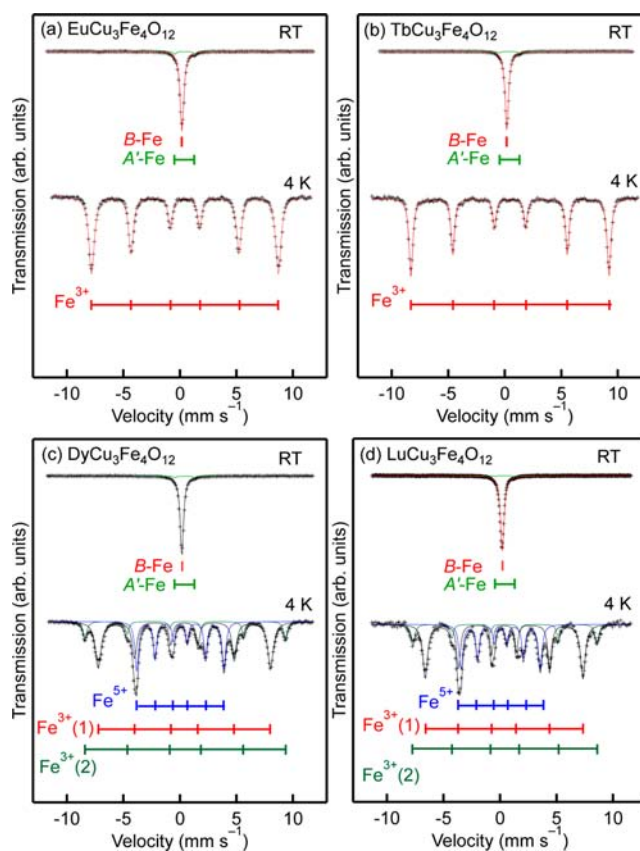 (a) EuCu₃Fe₄O₁₂
RT
B-Fe
A'-Fe
4 K
Fe³⁺
Transmission (arb. units)
-10 -5 0 5 10
Velocity (mm s⁻¹)
(b) TbCu₃Fe₄O₁₂
RT
B-Fe
A'-Fe
4 K
Fe³⁺
Transmission (arb. units)
-10 -5 0 5 10
Velocity (mm s⁻¹)
(c) DyCu₃Fe₄O₁₂
RT
B-Fe
A'-Fe
4 K
Fe⁵⁺
Fe³⁺(1)
Fe³⁺(2)
Transmission (arb. units)
-10 -5 0 5 10
Velocity (mm s⁻¹)
(d) LuCu₃Fe₄O₁₂
RT
B-Fe
A'-Fe
4 K
Fe⁵⁺
Fe³⁺(1)
Fe³⁺(2)
Transmission (arb. units)
-10 -5 0 5 10
Velocity (mm s⁻¹)